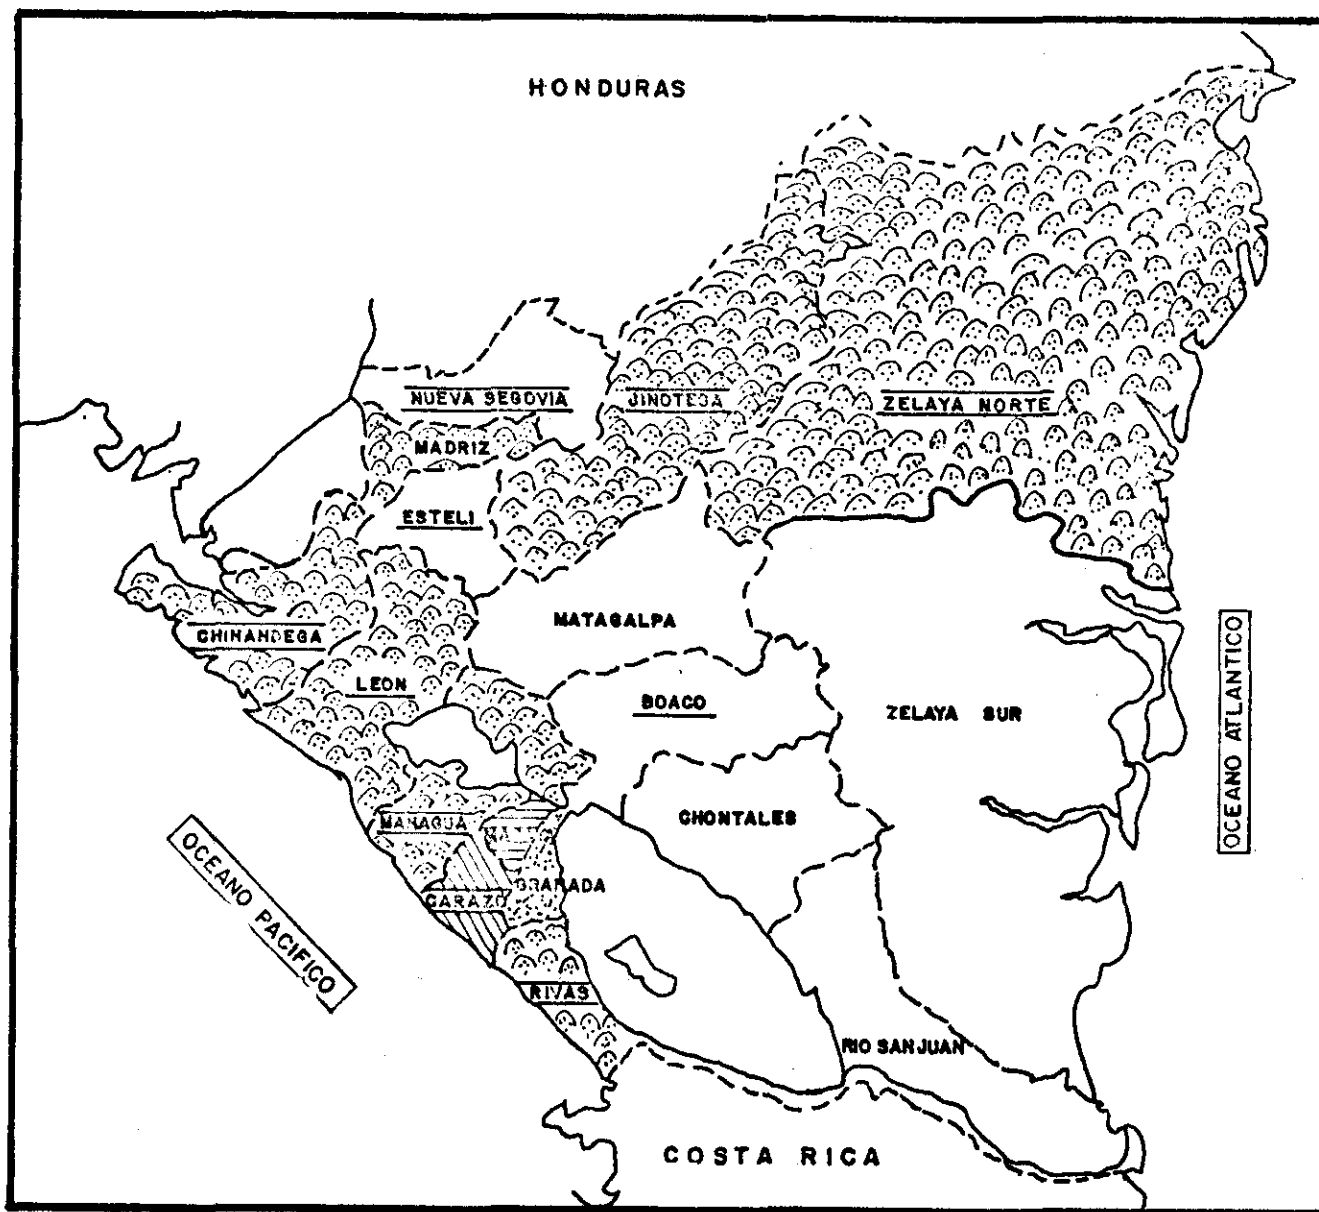 HONDURAS
NUEVA SEGOVIA
JINOTEGA
ZELAYA NORTE
MADRIZ
ESTELI
CHINANDEGA
MATAGALPA
LEON
BOACO
ZELAYA SUR
OCEANO ATLANTICO
CHONTALES
MANAGUA
GRANADA
CARAZO
OCEANO PACIFICO
RIVAS
RIO SAN JUAN
COSTA RICA